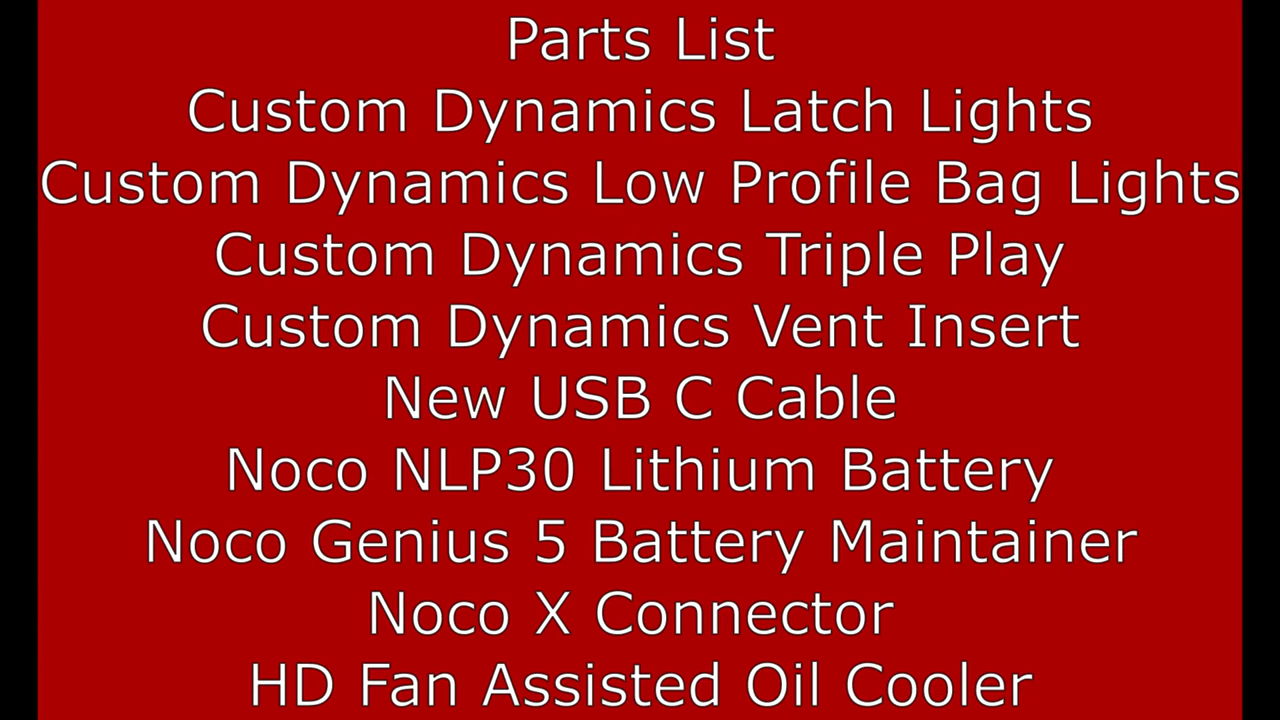 Parts List
Custom Dynamics Latch Lights
Custom Dynamics Low Profile Bag Lights
Custom Dynamics Triple Play
Custom Dynamics Vent Insert
New USB C Cable
Noco NLP30 Lithium Battery
Noco Genius 5 Battery Maintainer
Noco X Connector
HD Fan Assisted Oil Cooler